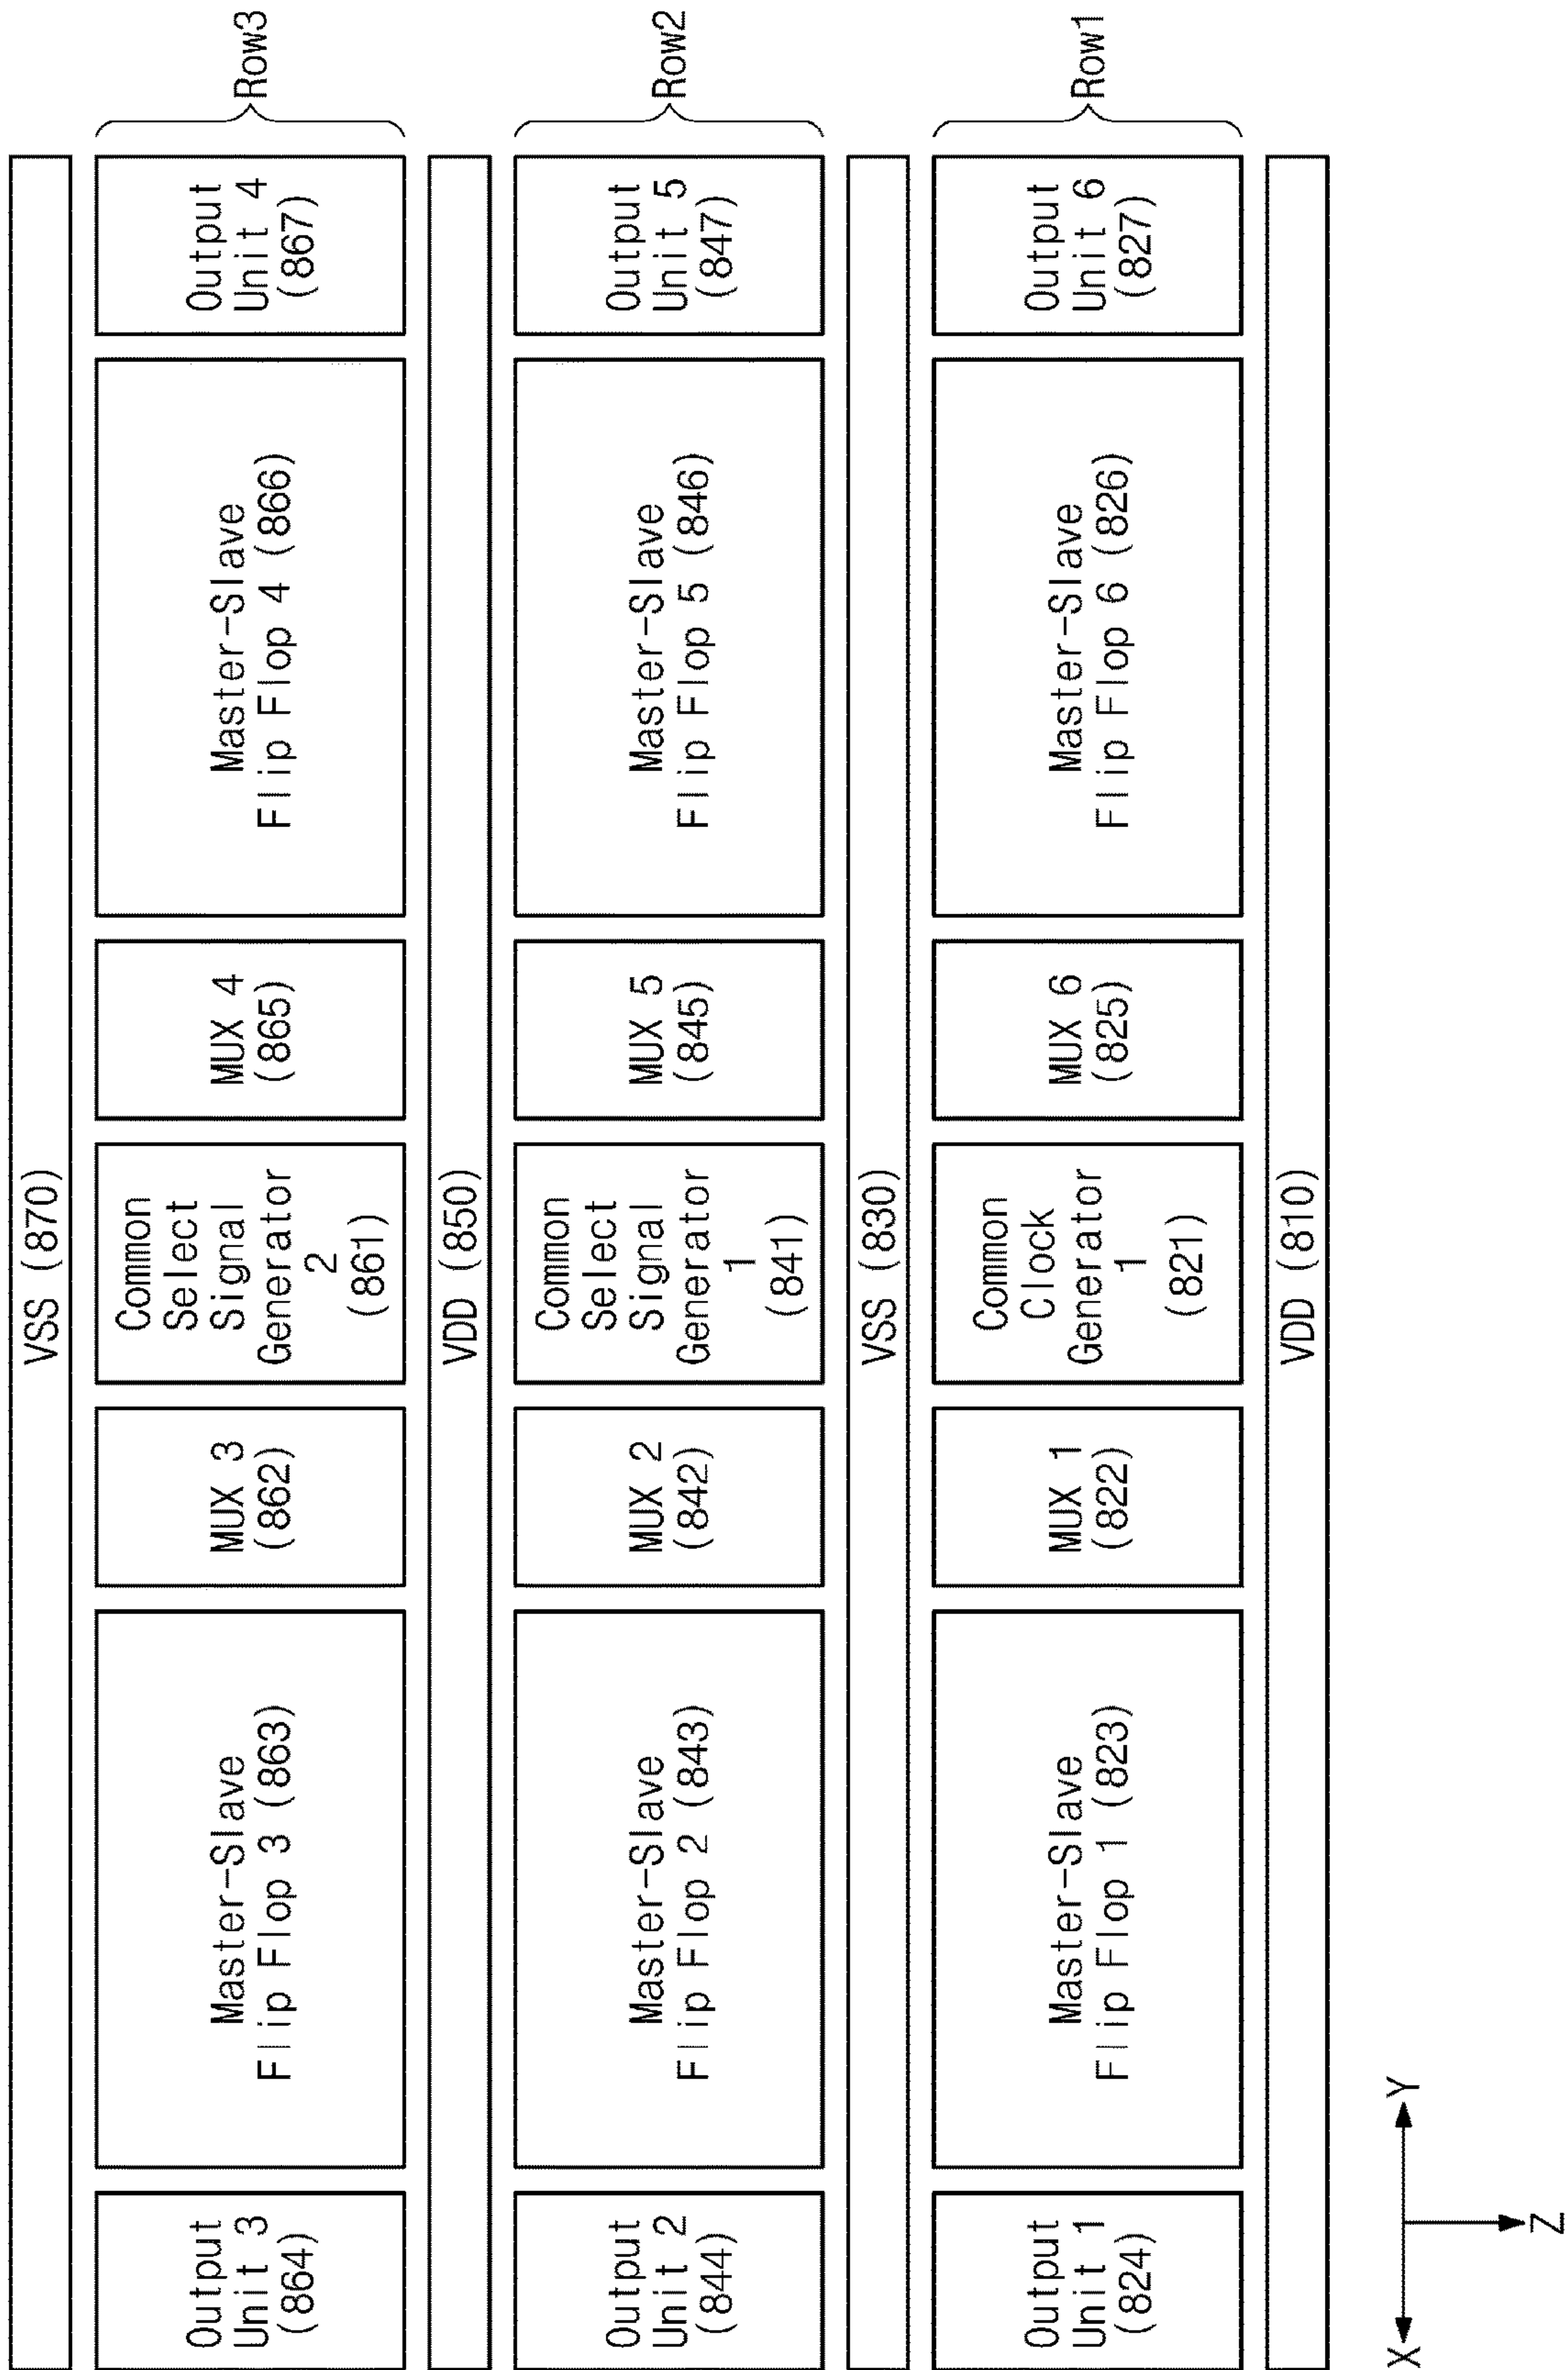 VSS (870)
Output
Unit 3
(864)
Master-Slave
Flip Flop 3 (863)
MUX 3
(862)
Common
Select
Signal
Generator
2
(861)
MUX 4
(865)
Master-Slave
Flip Flop 4 (866)
Output
Unit 4
(867)
Row3
VDD (850)
Output
Unit 2
(844)
Master-Slave
Flip Flop 2 (843)
MUX 2
(842)
Common
Select
Signal
Generator
1
(841)
MUX 5
(845)
Master-Slave
Flip Flop 5 (846)
Output
Unit 5
(847)
Row2
VSS (830)
Output
Unit 1
(824)
Master-Slave
Flip Flop 1 (823)
MUX 1
(822)
Common
Clock
Generator
1
(821)
MUX 6
(825)
Master-Slave
Flip Flop 6 (826)
Output
Unit 6
(827)
Row1
VDD (810)
X
Y
Z